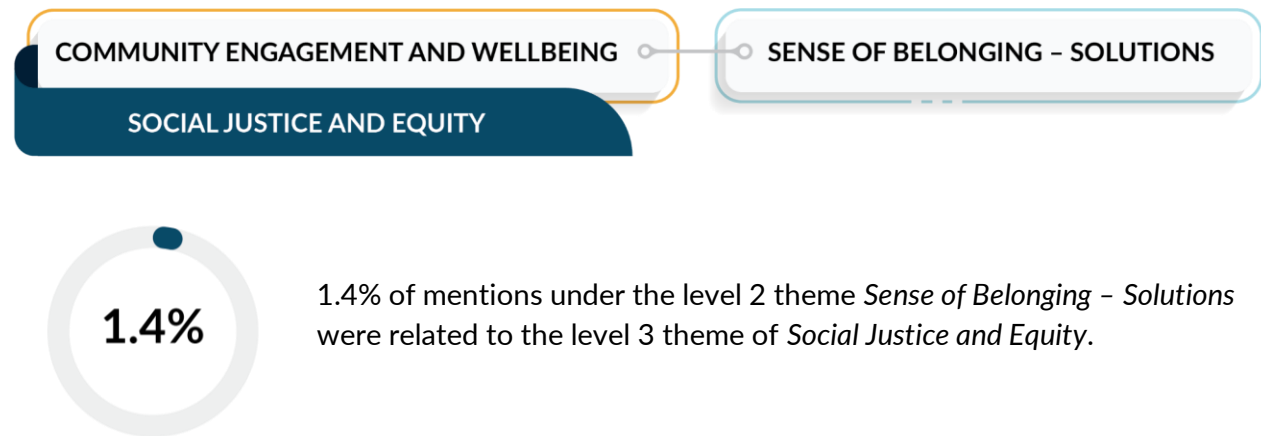 COMMUNITY ENGAGEMENT AND WELLBEING
SENSE OF BELONGING – SOLUTIONS
SOCIAL JUSTICE AND EQUITY
1.4%
1.4% of mentions under the level 2 theme Sense of Belonging – Solutions
were related to the level 3 theme of Social Justice and Equity.